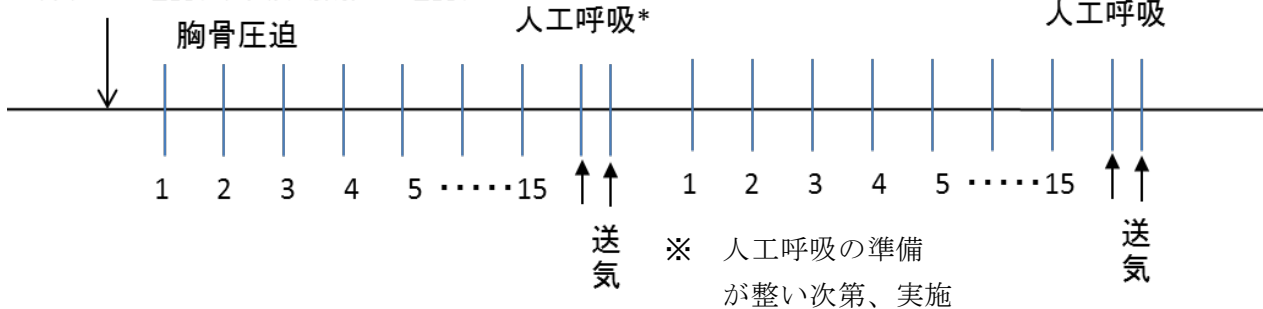 人工呼吸*
人工呼吸
胸骨圧迫
1 2 3 4 5 ・・・・・15 1 2 3 4 5 ・・・・・15
送気
送気
※ 人工呼吸の準備
が整い次第、実施